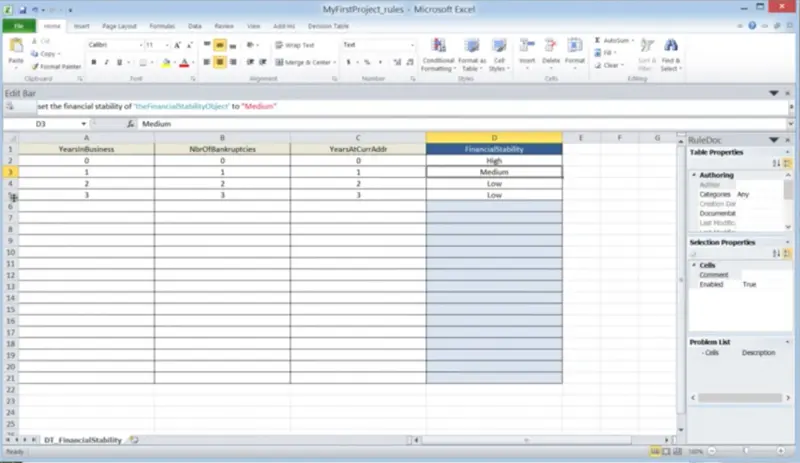 MyFirstProject_rules - Microsoft Excel
File Home Insert Page Layout Formulas Data Review View Add-Ins Decision Table
Cut
Copy
Format Painter
Paste
Clipboard
Calibri 11
Font
Wrap Text
Merge & Center
Alignment
Text
Number
Conditional Formatting Format as Table Cell Styles
Styles
Insert Delete Format
Cells
AutoSum
Fill
Clear
Sort & Filter Find & Select
Editing
Edit Bar
set the financial stability of 'theFinancialStabilityObject' to "Medium"
D3 fx Medium
A B C D E F G
1 YearsInBusiness NbrOfBankruptcies YearsAtCurrAddr FinancialStability
2 0 0 0 High
3 1 1 1 Medium
4 2 2 2 Low
3 3 3 Low
6
7
8
9
10
11
12
13
14
15
16
17
18
19
20
21
22
23
24
25
RuleDoc
Table Properties
Authoring
Author
Categories Any
Creation Dat
Documentat
Last Modific
Selection Properties
Cells
Comment
Enabled True
Problem List
- Cells Description
DT_FinancialStability
Ready 100%